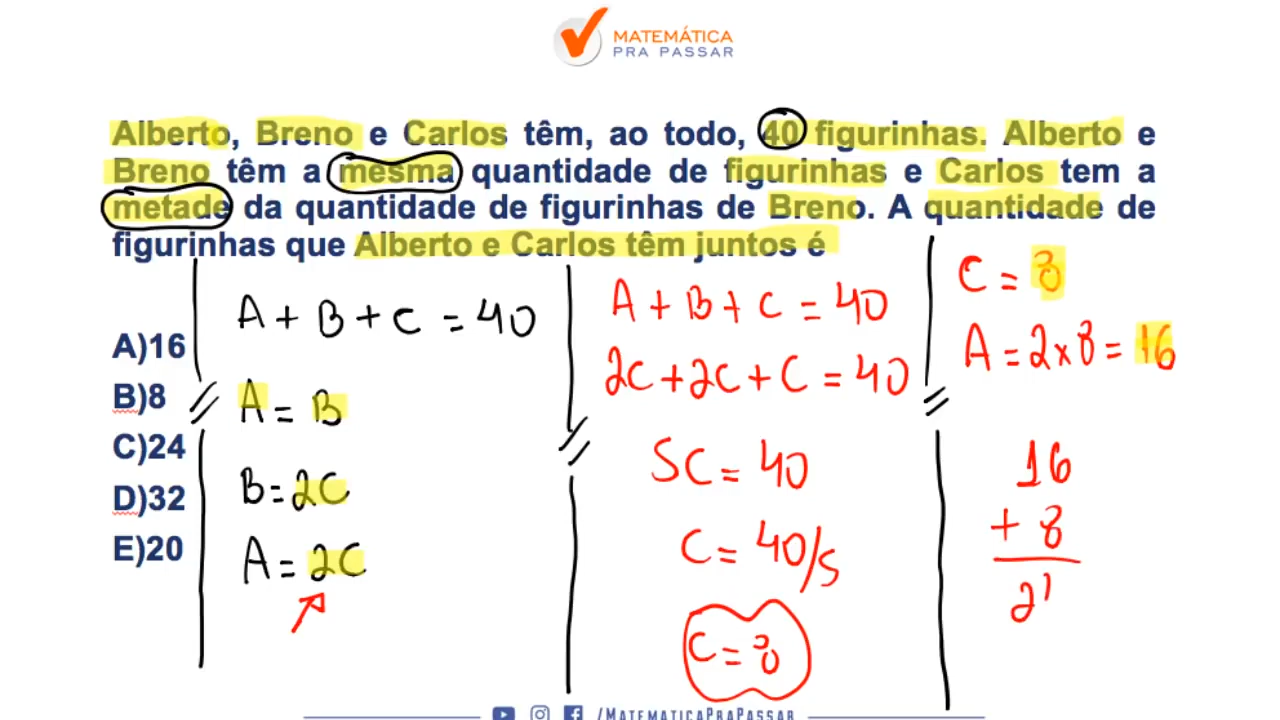 MATEMÁTICA
PRA PASSAR
Alberto, Breno e Carlos têm, ao todo, 40 figurinhas. Alberto e
Breno têm a mesma quantidade de figurinhas e Carlos tem a
metade da quantidade de figurinhas de Breno. A quantidade de
figurinhas que Alberto e Carlos têm juntos é
A)16
B)8
C)24
D)32
E)20
A + B + C = 40
A = B
B = 2C
A = 2C
A + B + C = 40
2C + 2C + C = 40
5C = 40
C = 40/5
C = 8
C = 8
A = 2 x 8 = 16
16
+ 8
/MATEMATICAPRAPASSAR